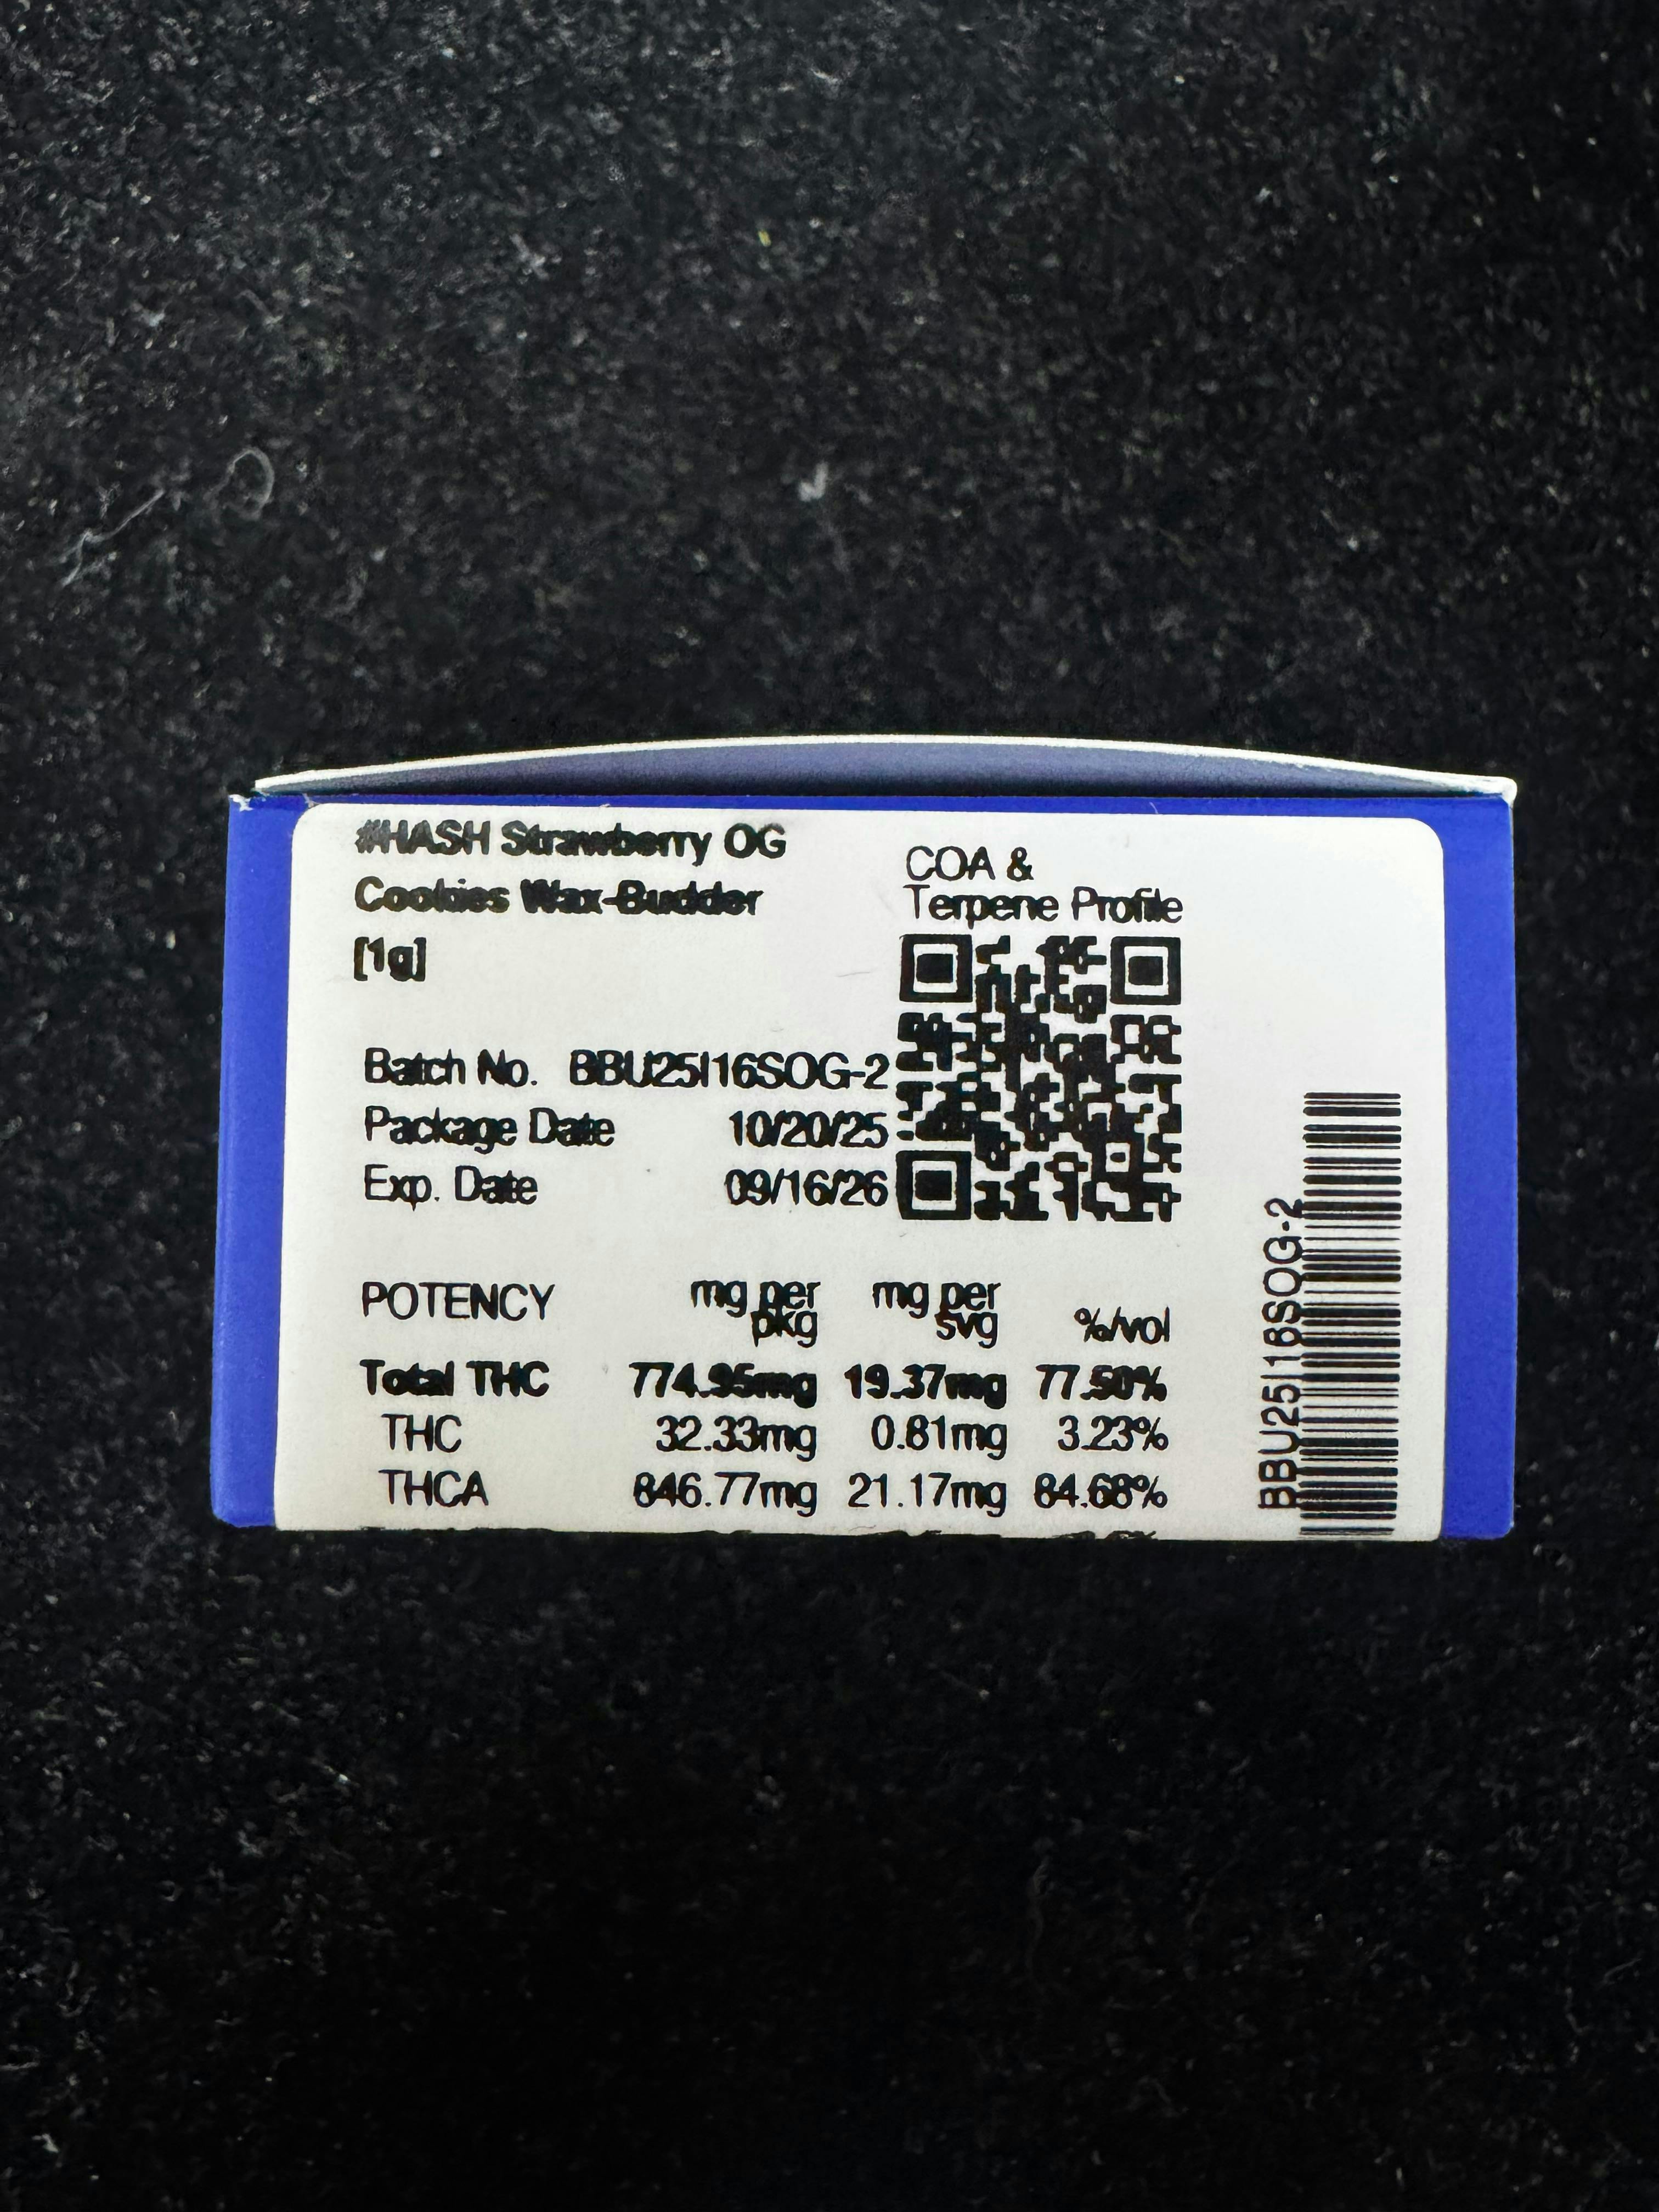 #HASH Strawberry OG
Cookies Wax-Budder
[1g]
COA &
Terpene Profile
Batch No. BBU25I16SOG-2
Package Date 10/20/25
Exp. Date 09/16/26
POTENCY mg per pkg mg per svg %/vol
Total THC 774.95mg 19.37mg 77.50%
THC 32.33mg 0.81mg 3.23%
THCA 846.77mg 21.17mg 84.68%
BBU25I16SOG-2